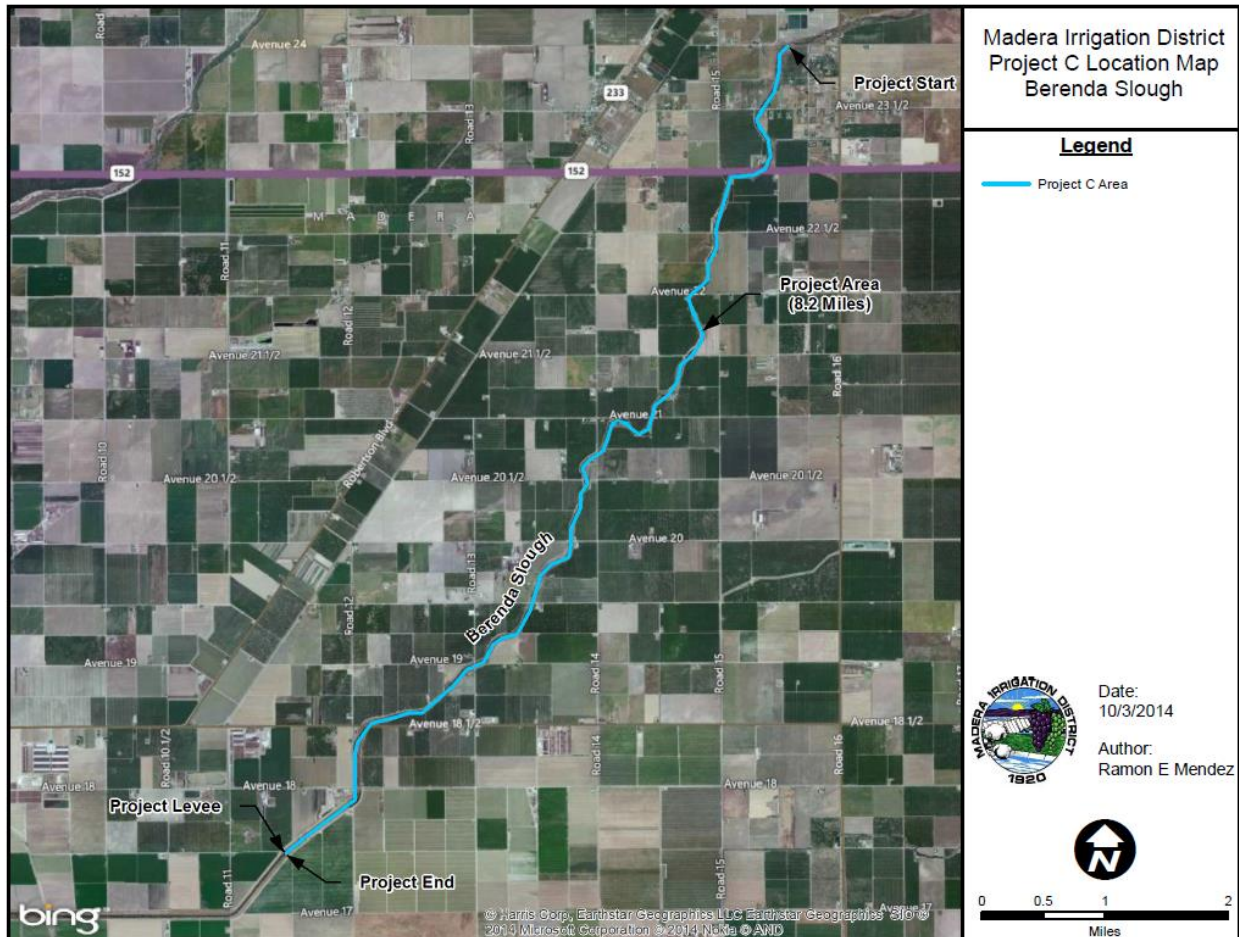 Madera Irrigation District
Project C Location Map
Berenda Slough
Legend
Project C Area
Avenue 24
Road 15
Project Start
233
Road 13
Avenue 23 1/2
152
152
M A D E R A
Road 11
Avenue 22 1/2
Avenue 22
Project Area
(8.2 Miles)
Road 12
Avenue 21 1/2
Avenue 21 1/2
Road 16
Avenue 21
Robertson Blvd
Road 10
Avenue 20 1/2
Avenue 20 1/2
Avenue 20 1/2
Avenue 20
Road 13
Berenda Slough
Road 12
Avenue 19
Avenue 19
Road 14
Road 15
Avenue 18 1/2
Avenue 18 1/2
Road 10 1/2
Road 14
Road 16
Avenue 18
Avenue 18
Avenue 18
Project Levee
Road 11
Project End
Road 15
Avenue 17
bing
© Harris Corp, Earthstar Geographics LLC Earthstar Geographics SIO ©
2014 Microsoft Corporation © 2014 Nokia © AND
MADERA IRRIGATION DISTRICT
1920
Date:
10/3/2014
Author:
Ramon E Mendez
N
0 0.5 1 2
Miles